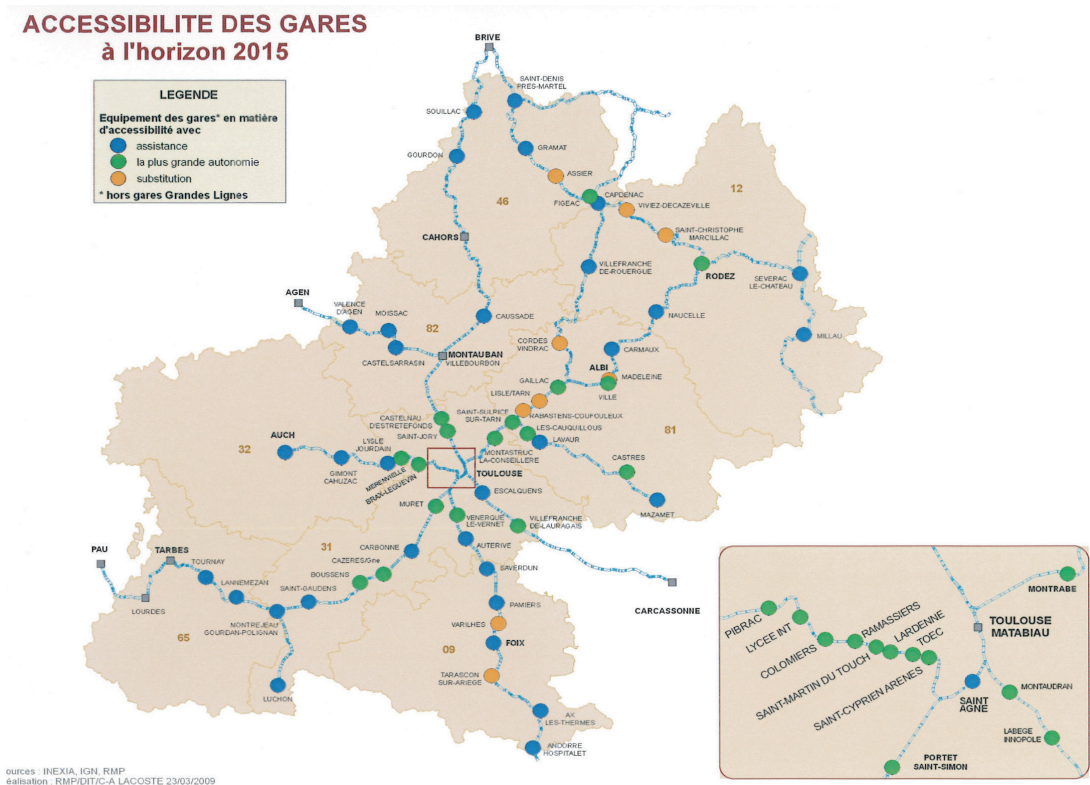 ACCESSIBILITE DES GARES
à l'horizon 2015
LEGENDE
Equipement des gares* en matière
d'accessibilité avec
assistance
la plus grande autonomie
substitution
* hors gares Grandes Lignes
BRIVE
SAINT-DENIS
PRES-MARTEL
SOUILLAC
GOURDON
GRAMAT
ASSIER
46
12
FIGEAC
CAPDENAC
VIVIEZ-DECAZEVILLE
SAINT-CHRISTOPHE
MARCILLAC
CAHORS
VILLEFRANCHE
DE-ROUERGUE
RODEZ
SEVERAC
LE-CHATEAU
AGEN
VALENCE
D'AGEN
MOISSAC
82
CAUSSADE
NAUCELLE
MILLAU
CASTELSARRASIN
MONTAUBAN
VILLEBOURBON
CORDES
VINDRAC
CARMAUX
ALBI
MADELEINE
VILLE
GAILLAC
LISLE/TARN
RABASTENS-COUFOULEUX
SAINT-SULPICE
SUR-TARN
LES-CAUQUILLOUS
LAVAUR
81
CASTELNAU
D'ESTRETEFONDS
SAINT-JORY
32
AUCH
L'ISLE
JOURDAIN
GIMONT
CAHUZAC
MERENVIELLE
BRAX-LEGUEVIN
MONTASTRUC
LA-CONSEILLERE
TOULOUSE
CASTRES
MAZAMET
ESCALQUENS
MURET
VENERQUE
LE-VERNET
VILLEFRANCHE
DE-LAURAGAIS
31
CARBONNE
AUTERIVE
CAZERES/Gne
BOUSSENS
SAINT-GAUDENS
SAVERDUN
PAU
TARBES
TOURNAY
LANNEMEZAN
LOURDES
MONTREJEAU
GOURDAN-POLIGNAN
65
LUCHON
PAMIERS
VARILHES
09
FOIX
TARASCON
SUR-ARIEGE
AX
LES-THERMES
ANDORRE
HOSPITALET
CARCASSONNE
PIBRAC
LYCEE INT
COLOMIERS
RAMASSIERS
SAINT-MARTIN DU TOUCH
LARDENNE
TOEC
SAINT-CYPRIEN ARENES
MONTRABE
TOULOUSE
MATABIAU
SAINT
AGNE
MONTAUDRAN
LABEGE
INNOPOLE
PORTET
SAINT-SIMON
ources : INEXIA, IGN, RMP
éalisation : RMP/DIT/C-A LACOSTE 23/03/2009